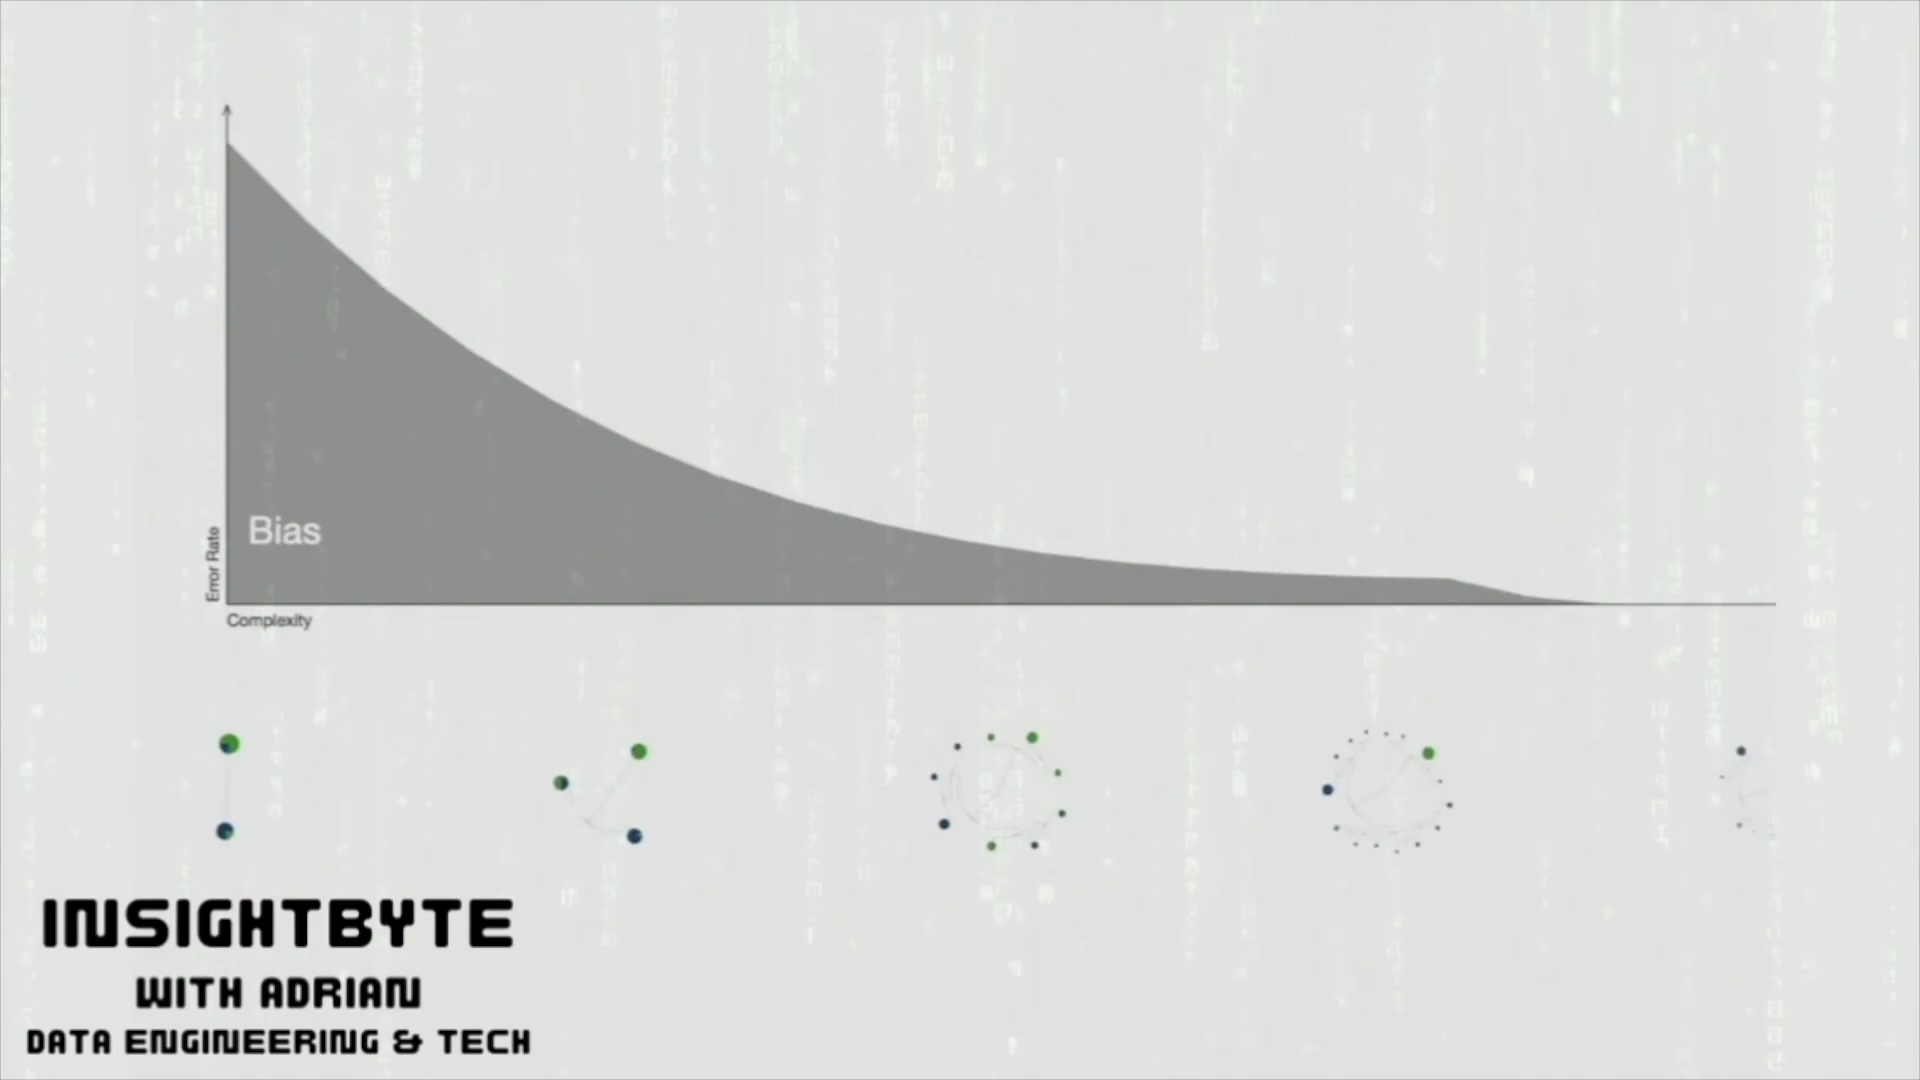 Bias
Error Rate
Complexity
INSIGHTBYTE
WITH ADRIAN
DATA ENGINEERING & TECH